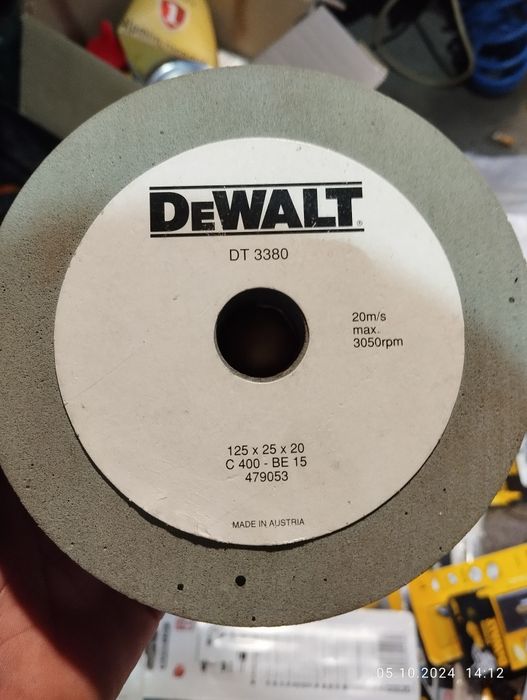 1
DEWALT®
DT 3380
20m/s
max.
3050rpm
125 x 25 x 20
C 400 - BE 15
479053
MADE IN AUSTRIA
05.10.2024 14:12